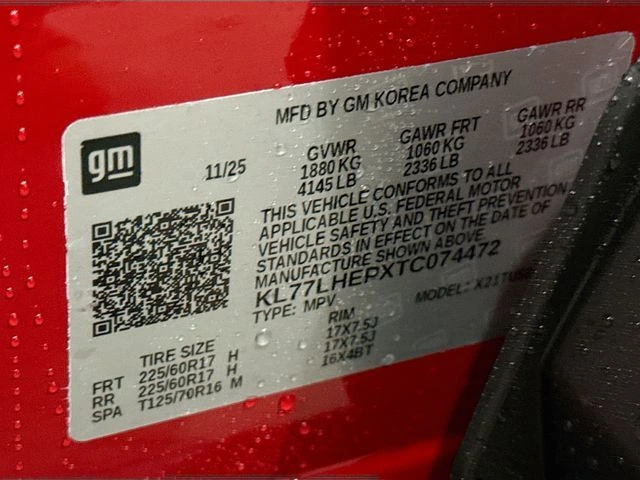 MFD BY GM KOREA COMPANY
gm
11/25
GVWR
1880 KG
4145 LB
GAWR FRT
1060 KG
2336 LB
GAWR RR
1060 KG
2336 LB
THIS VEHICLE CONFORMS TO ALL
APPLICABLE U.S. FEDERAL MOTOR
VEHICLE SAFETY AND THEFT PREVENTION
STANDARDS IN EFFECT ON THE DATE OF
MANUFACTURE SHOWN ABOVE
KL77LHEPXTC074472
TYPE: MPV
MODEL:
TIRE SIZE
RIM
FRT 225/60R17 H 17X7.5J
RR 225/60R17 H 17X7.5J
SPA T125/70R16 M 16X4BT